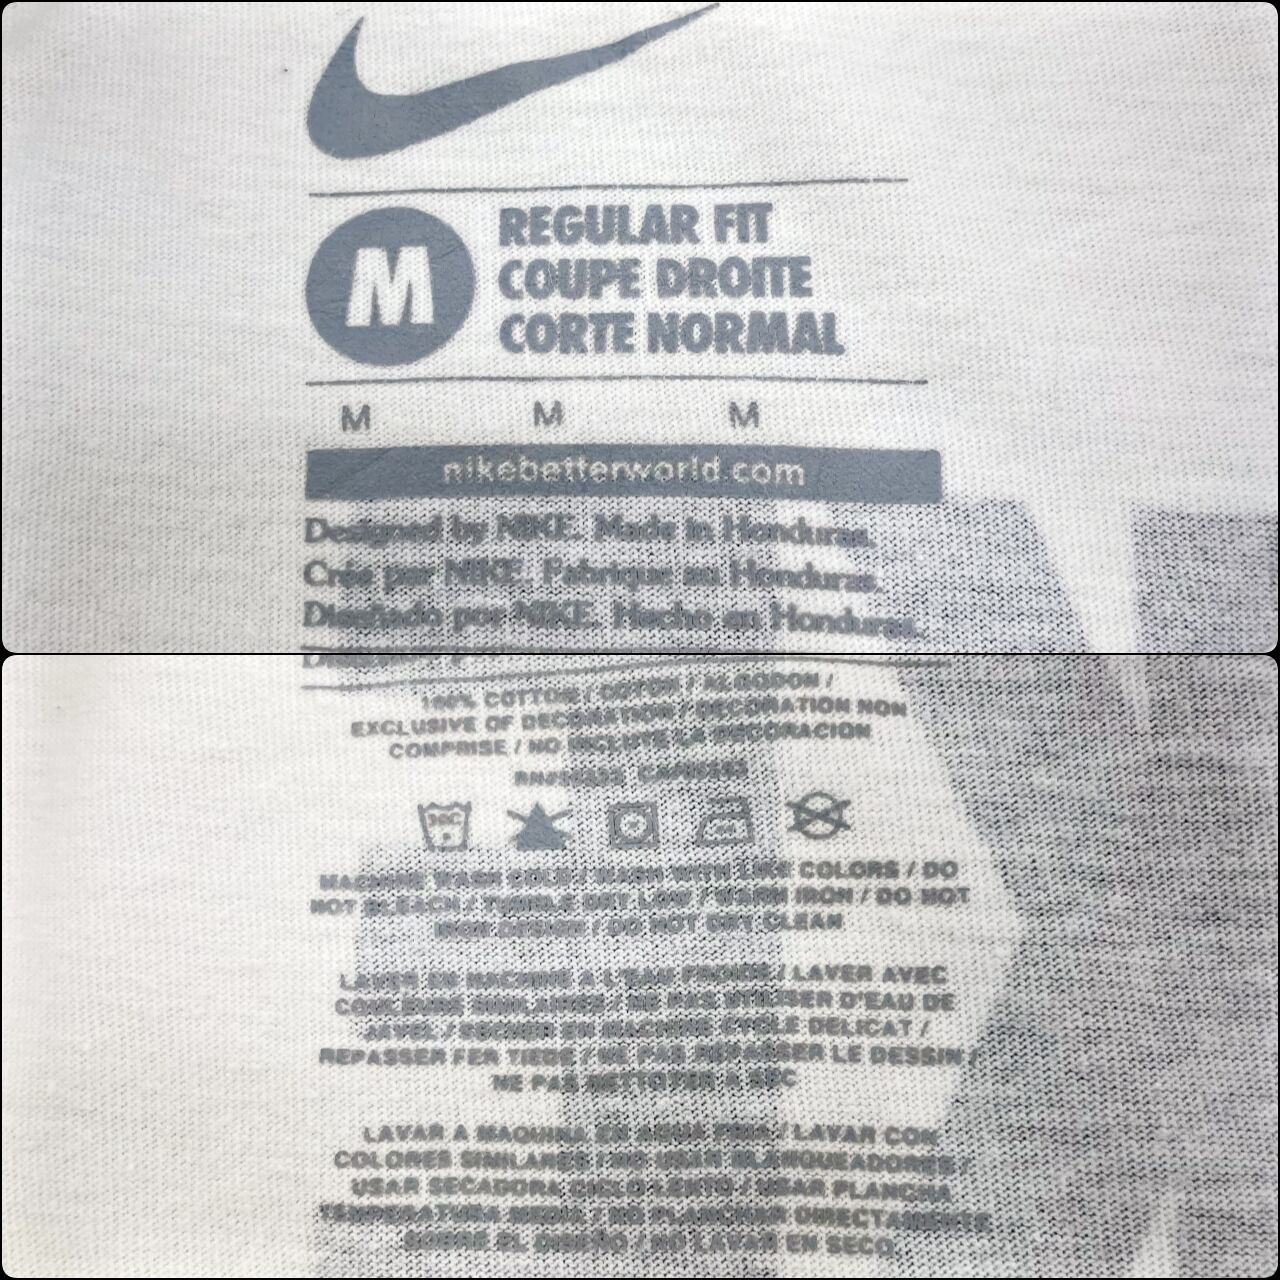 M
REGULAR FIT
COUPE DROITE
CORTE NORMAL
M M M
nikebetterworld.com
Designed by NIKE. Made in Honduras.
Crée par NIKE. Fabrique au Honduras.
Diseñado por NIKE. Hecho en Honduras.
100% COTTON / COTON / ALGODON /
EXCLUSIVE OF DECORATION / DECORATION NON
COMPRISE / NO INCLUYE LA DECORACION
30C
MACHINE WASH COLD / WASH WITH LIKE COLORS / DO
NOT BLEACH / TUMBLE DRY LOW / WARM IRON / DO NOT
IRON DESIGN / DO NOT DRY CLEAN
LAVER EN MACHINE A L'EAU FROIDE / LAVER AVEC
COULEURS SIMILAIRES / NE PAS UTILISER D'EAU DE
JAVEL / SECHER EN MACHINE CYCLE DELICAT /
REPASSER FER TIEDE / NE PAS REPASSER LE DESSIN /
NE PAS NETTOYER A SEC
LAVAR A MAQUINA EN AGUA FRIA / LAVAR CON
COLORES SIMILARES / NO USAR BLANQUEADORES /
USAR SECADORA CICLO LENTO / USAR PLANCHA
TEMPERATURA MEDIA / NO PLANCHAR DIRECTAMENTE
SOBRE EL DISEÑO / NO LAVAR EN SECO.